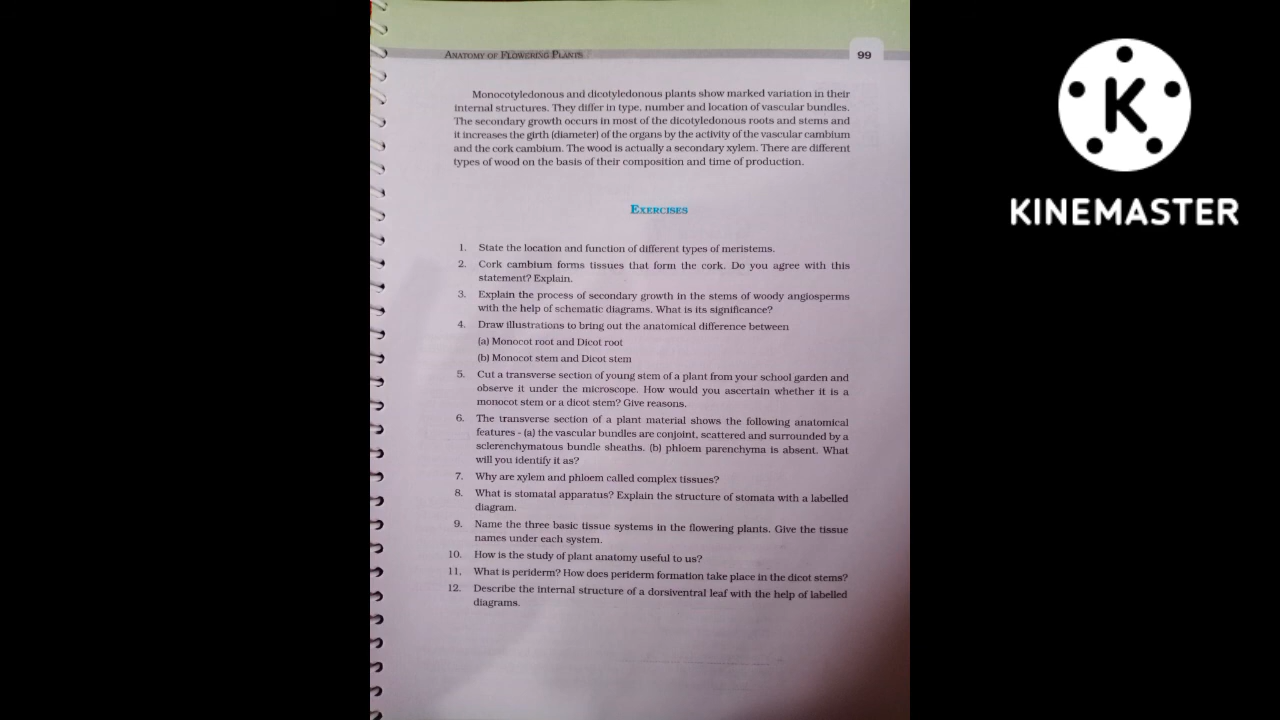 ANATOMY OF FLOWERING PLANTS
99
Monocotyledonous and dicotyledonous plants show marked variation in their
internal structures. They differ in type, number and location of vascular bundles.
The secondary growth occurs in most of the dicotyledonous roots and stems and
it increases the girth (diameter) of the organs by the activity of the vascular cambium
and the cork cambium. The wood is actually a secondary xylem. There are different
types of wood on the basis of their composition and time of production.
EXERCISES
1. State the location and function of different types of meristems.
2. Cork cambium forms tissues that form the cork. Do you agree with this
statement? Explain.
3. Explain the process of secondary growth in the stems of woody angiosperms
with the help of schematic diagrams. What is its significance?
4. Draw illustrations to bring out the anatomical difference between
(a) Monocot root and Dicot root
(b) Monocot stem and Dicot stem
5. Cut a transverse section of young stem of a plant from your school garden and
observe it under the microscope. How would you ascertain whether it is a
monocot stem or a dicot stem? Give reasons.
6. The transverse section of a plant material shows the following anatomical
features - (a) the vascular bundles are conjoint, scattered and surrounded by a
sclerenchymatous bundle sheaths. (b) phloem parenchyma is absent. What
will you identify it as?
7. Why are xylem and phloem called complex tissues?
8. What is stomatal apparatus? Explain the structure of stomata with a labelled
diagram.
9. Name the three basic tissue systems in the flowering plants. Give the tissue
names under each system.
10. How is the study of plant anatomy useful to us?
11. What is periderm? How does periderm formation take place in the dicot stems?
12. Describe the internal structure of a dorsiventral leaf with the help of labelled
diagrams.
K
KINEMASTER